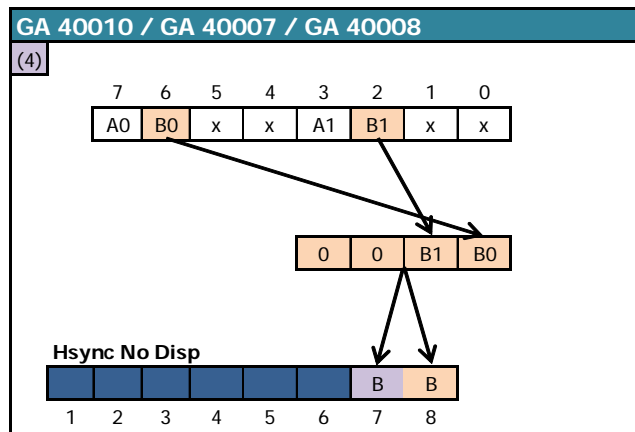 GA 40010 / GA 40007 / GA 40008
(4)
7 6 5 4 3 2 1 0
A0 B0 x x A1 B1 x x
0 0 B1 B0
Hsync No Disp
B B
1 2 3 4 5 6 7 8